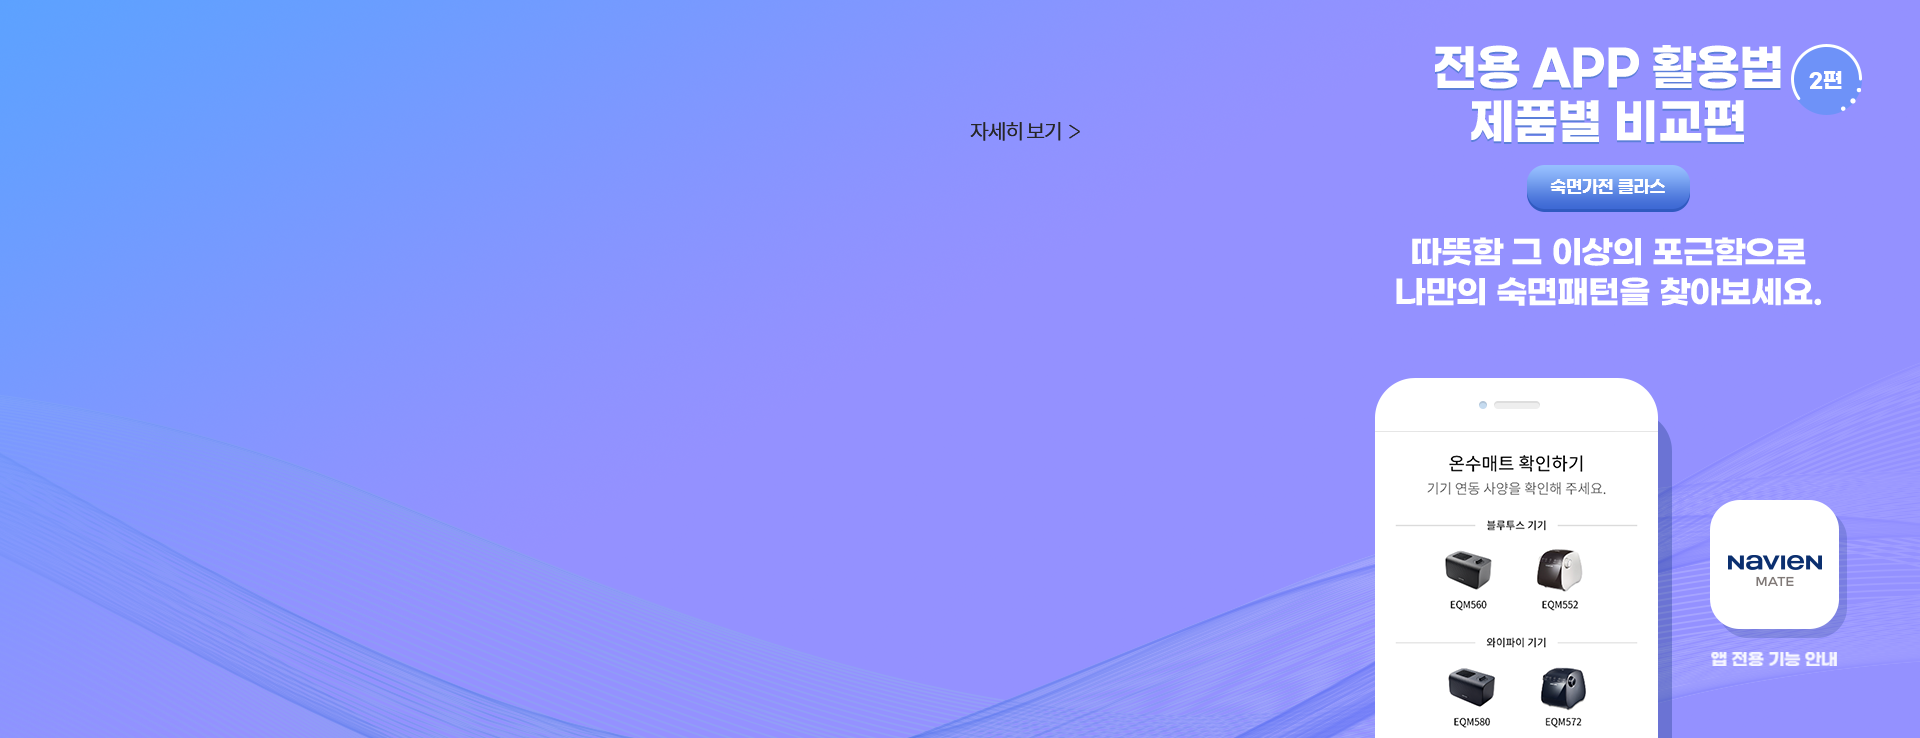 자세히 보기 >
전용 APP 활용법
제품별 비교편
2편
숙면가전 클라스
따뜻함 그 이상의 포근함으로
나만의 숙면패턴을 찾아보세요.
온수매트 확인하기
기기 연동 사양을 확인해 주세요.
블루투스 기기
EQM560 EQM552
와이파이 기기
EQM580 EQM572
NaVIEN
MATE
앱 전용 기능 안내